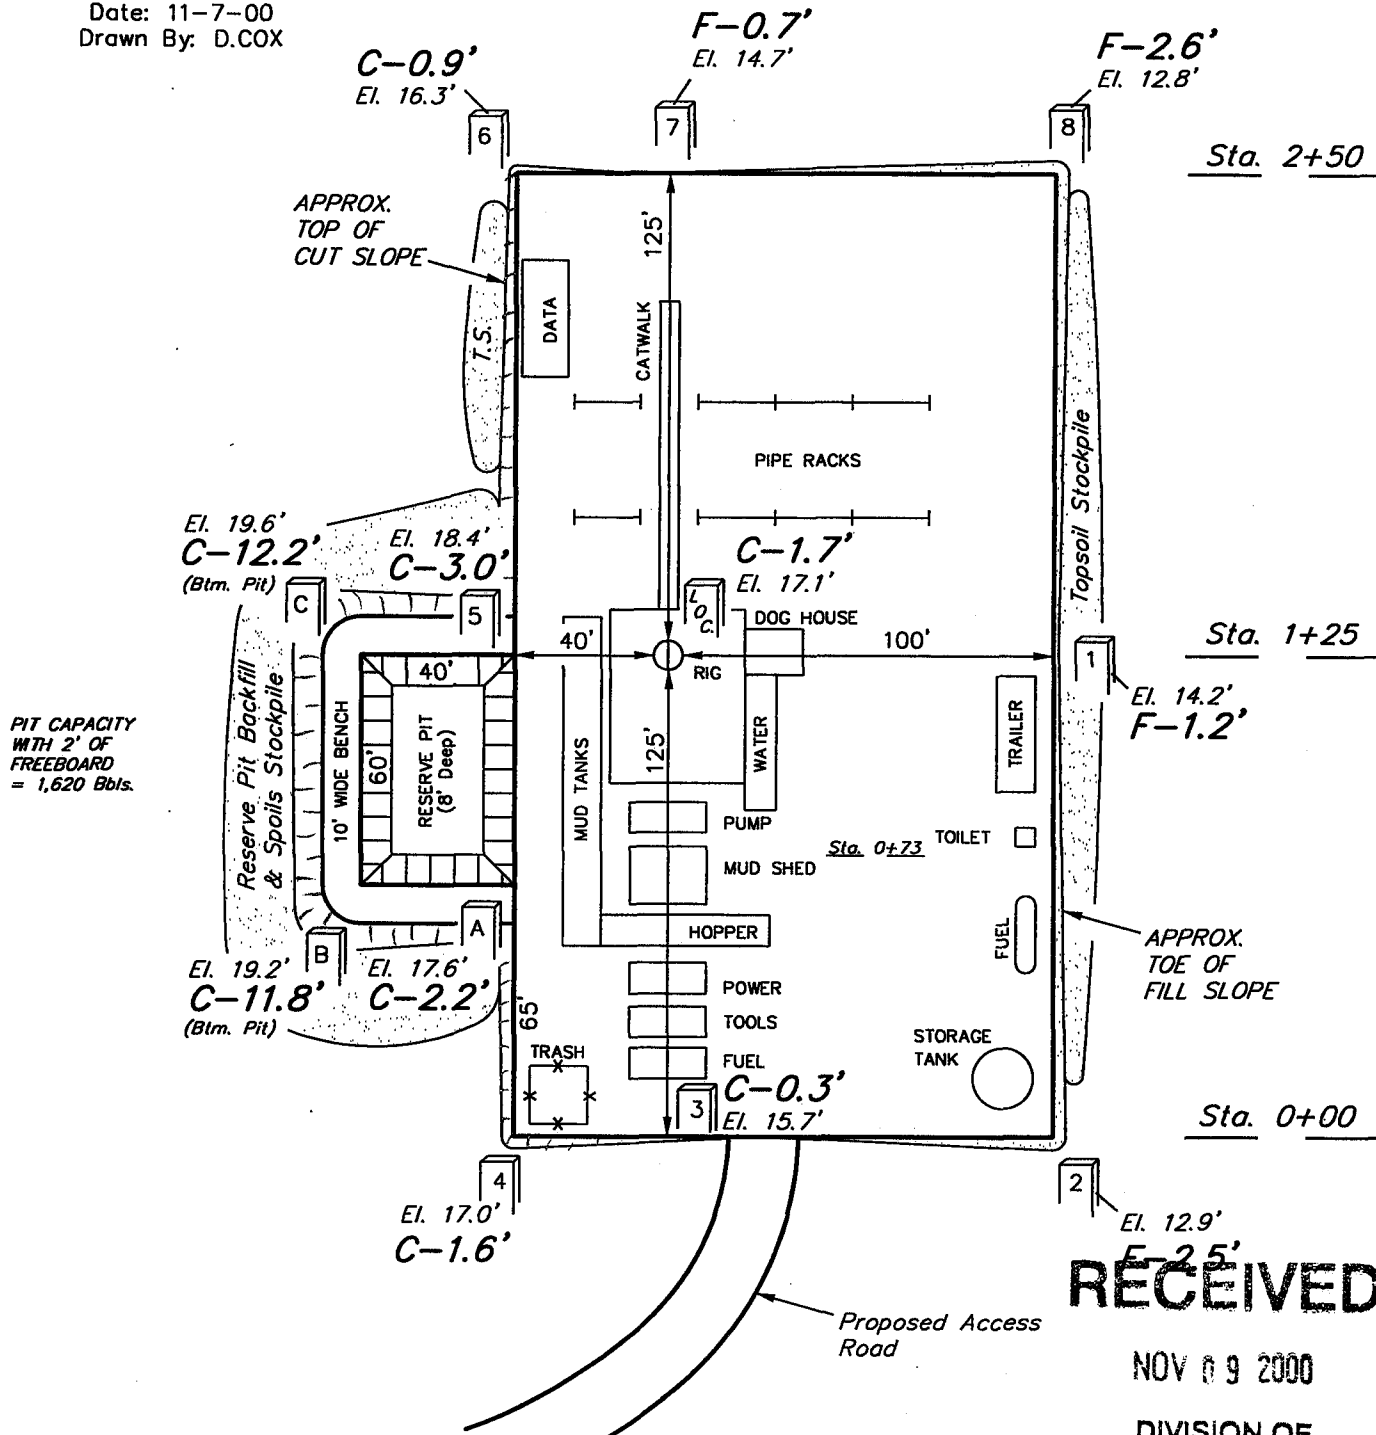 Date: 11-7-00
Drawn By: D.COX
F-0.7'
El. 14.7'
C-0.9'
El. 16.3'
F-2.6'
El. 12.8'
6
7
8
Sta. 2+50
APPROX.
TOP OF
CUT SLOPE
125'
T.S.
DATA
CATWALK
PIPE RACKS
Topsoil Stockpile
El. 19.6'
C-12.2'
(Btm. Pit)
El. 18.4'
C-3.0'
C-1.7'
El. 17.1'
C
5
L
O
C.
DOG HOUSE
Sta. 1+25
40'
100'
1
RIG
El. 14.2'
F-1.2'
40'
PIT CAPACITY
WITH 2' OF
FREEBOARD
= 1,620 Bbls.
Reserve Pit Backfill
& Spoils Stockpile
10' WIDE BENCH
60'
RESERVE PIT
(8' Deep)
MUD TANKS
125'
WATER
TRAILER
PUMP
MUD SHED
Sta. 0+73
TOILET
HOPPER
FUEL
A
B
APPROX.
TOE OF
FILL SLOPE
El. 19.2'
C-11.8'
(Btm. Pit)
El. 17.6'
C-2.2'
POWER
TOOLS
FUEL
65'
TRASH
STORAGE
TANK
C-0.3'
El. 15.7'
3
Sta. 0+00
4
2
El. 17.0'
C-1.6'
El. 12.9'
F-2.5'
RECEIVED
Proposed Access
Road
NOV 09 2000
DIVISION OF